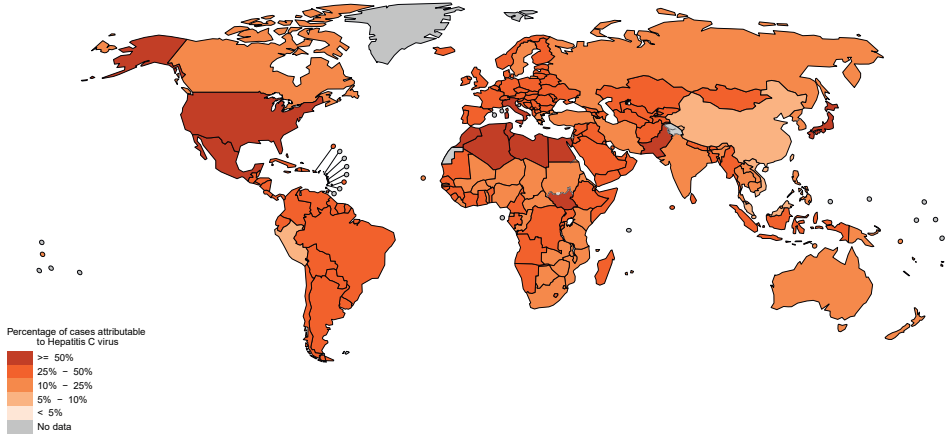 Percentage of cases attributable
to Hepatitis C virus
>= 50%
25% − 50%
10% − 25%
5% − 10%
< 5%
No data